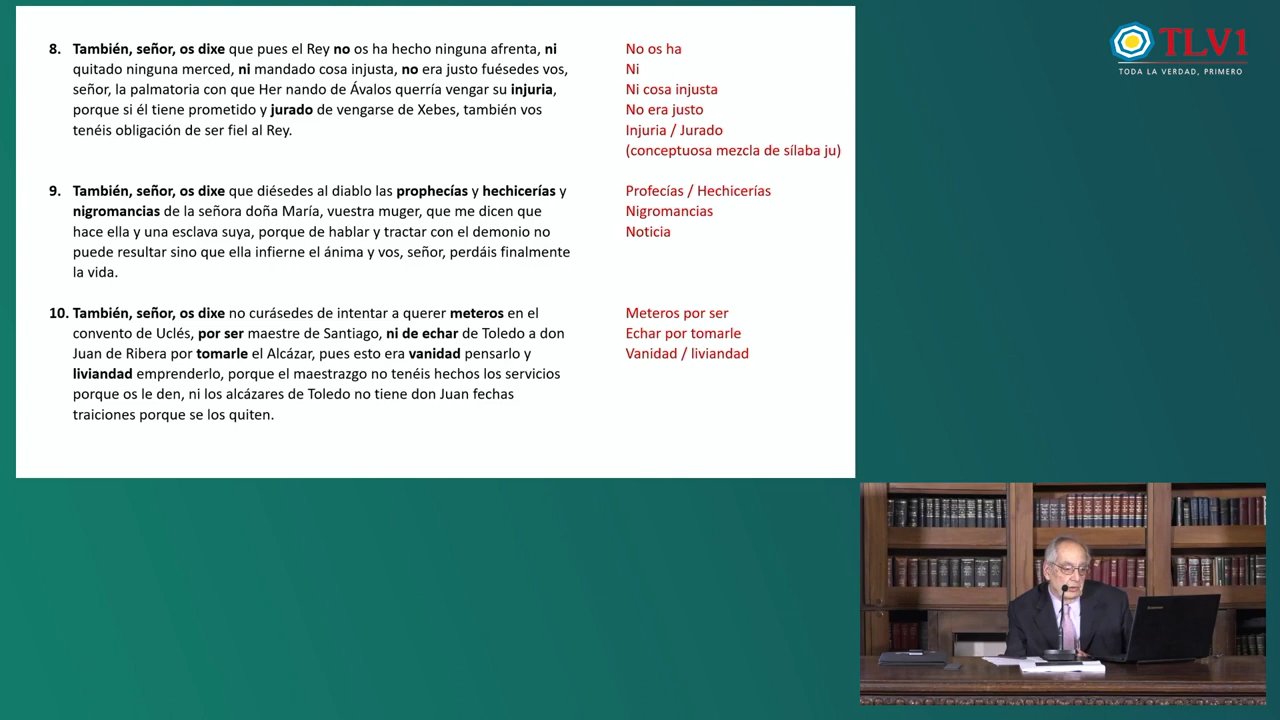 8. También, señor, os dixe que pues el Rey no os ha hecho ninguna afrenta, ni
quitado ninguna merced, ni mandado cosa injusta, no era justo fuésedes vos,
señor, la palmatoria con que Her nando de Ávalos querría vengar su injuria,
porque si él tiene prometido y jurado de vengarse de Xebes, también vos
tenéis obligación de ser fiel al Rey.
No os ha
Ni
Ni cosa injusta
No era justo
Injuria / Jurado
(conceptuosa mezcla de sílaba ju)
9. También, señor, os dixe que diésedes al diablo las prophecías y hechicerías y
nigromancias de la señora doña María, vuestra muger, que me dicen que
hace ella y una esclava suya, porque de hablar y tractar con el demonio no
puede resultar sino que ella infierne el ánima y vos, señor, perdáis finalmente
la vida.
Profecías / Hechicerías
Nigromancias
Noticia
10. También, señor, os dixe no curásedes de intentar a querer meteros en el
convento de Uclés, por ser maestre de Santiago, ni de echar de Toledo a don
Juan de Ribera por tomarle el Alcázar, pues esto era vanidad pensarlo y
liviandad emprenderlo, porque el maestrazgo no tenéis hechos los servicios
porque os le den, ni los alcázares de Toledo no tiene don Juan fechas
traiciones porque se los quiten.
Meteros por ser
Echar por tomarle
Vanidad / liviandad
TLV1
TODA LA VERDAD, PRIMERO